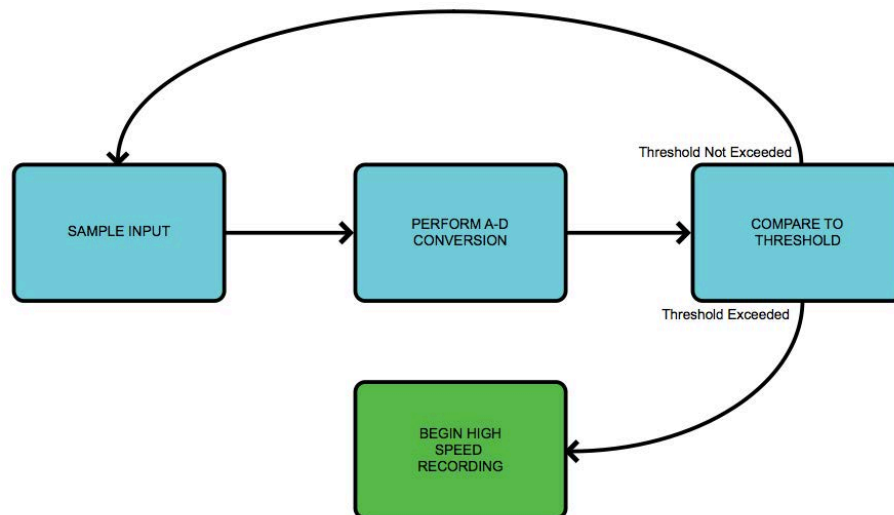 Threshold Not Exceeded
SAMPLE INPUT
PERFORM A-D
CONVERSION
COMPARE TO
THRESHOLD
Threshold Exceeded
BEGIN HIGH
SPEED
RECORDING